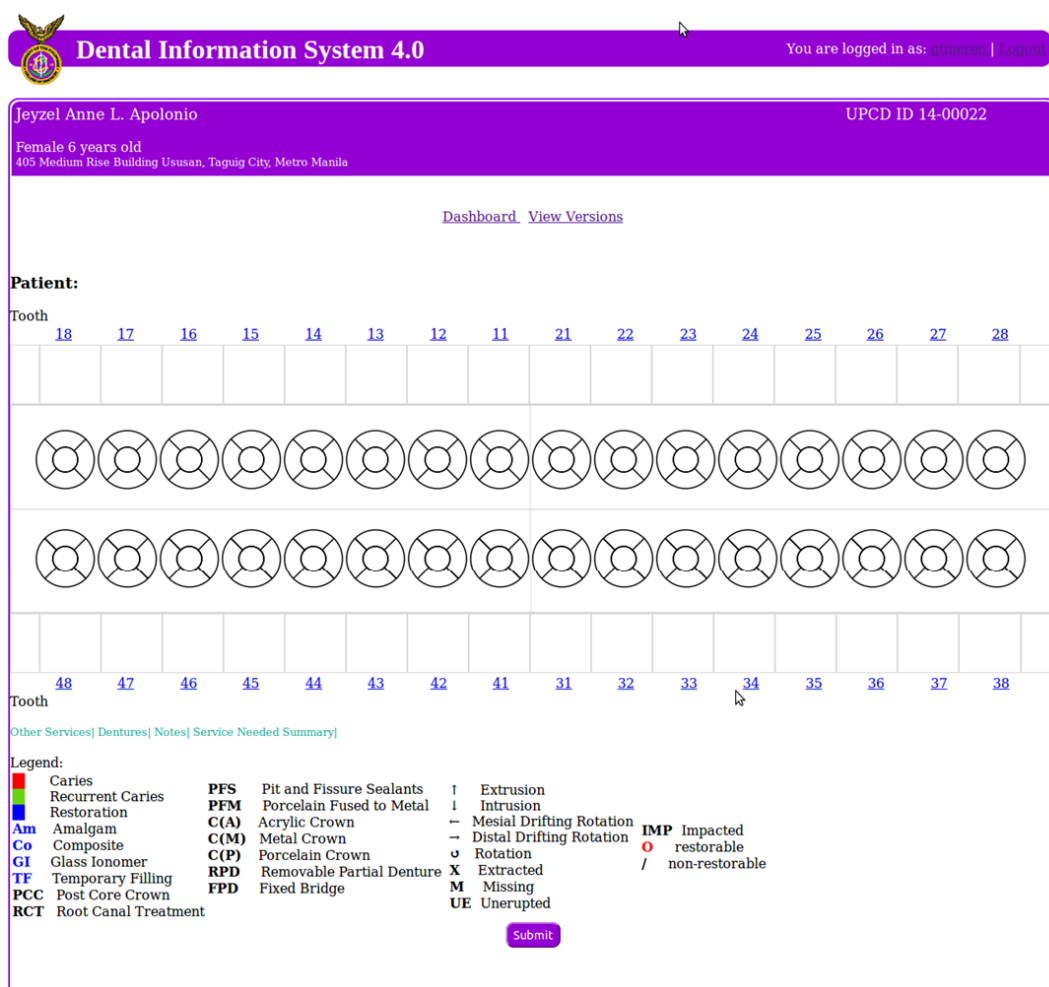 Dental Information System 4.0
You are logged in as: gtmeron | Logout
Jeyzel Anne L. Apolonio UPCD ID 14-00022
Female 6 years old
405 Medium Rise Building Ususan, Taguig City, Metro Manila
Dashboard View Versions
Patient:
Tooth
18 17 16 15 14 13 12 11 21 22 23 24 25 26 27 28
48 47 46 45 44 43 42 41 31 32 33 34 35 36 37 38
Tooth
Other Services| Dentures| Notes| Service Needed Summary|
Legend:
Caries
Recurrent Caries
Restoration
Am Amalgam
Co Composite
GI Glass Ionomer
TF Temporary Filling
PCC Post Core Crown
RCT Root Canal Treatment
PFS Pit and Fissure Sealants
PFM Porcelain Fused to Metal
C(A) Acrylic Crown
C(M) Metal Crown
C(P) Porcelain Crown
RPD Removable Partial Denture
FPD Fixed Bridge
↑ Extrusion
↓ Intrusion
← Mesial Drifting Rotation
→ Distal Drifting Rotation
↺ Rotation
X Extracted
M Missing
UE Unerupted
IMP Impacted
O restorable
/ non-restorable
Submit